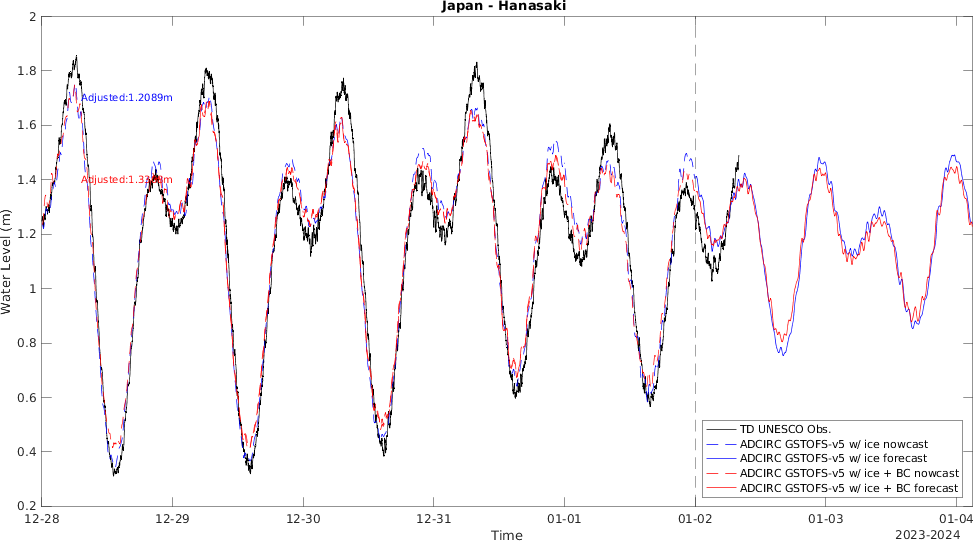 Japan - Hanasaki
2
1.8
1.6
1.4
1.2
1
0.8
0.6
0.4
0.2
Water Level (m)
Adjusted:1.2089m
TD UNESCO Obs.
ADCIRC GSTOFS-v5 w/ ice nowcast
ADCIRC GSTOFS-v5 w/ ice forecast
ADCIRC GSTOFS-v5 w/ ice + BC nowcast
ADCIRC GSTOFS-v5 w/ ice + BC forecast
12-28 12-29 12-30 12-31 01-01 01-02 01-03 01-04
Time
2023-2024